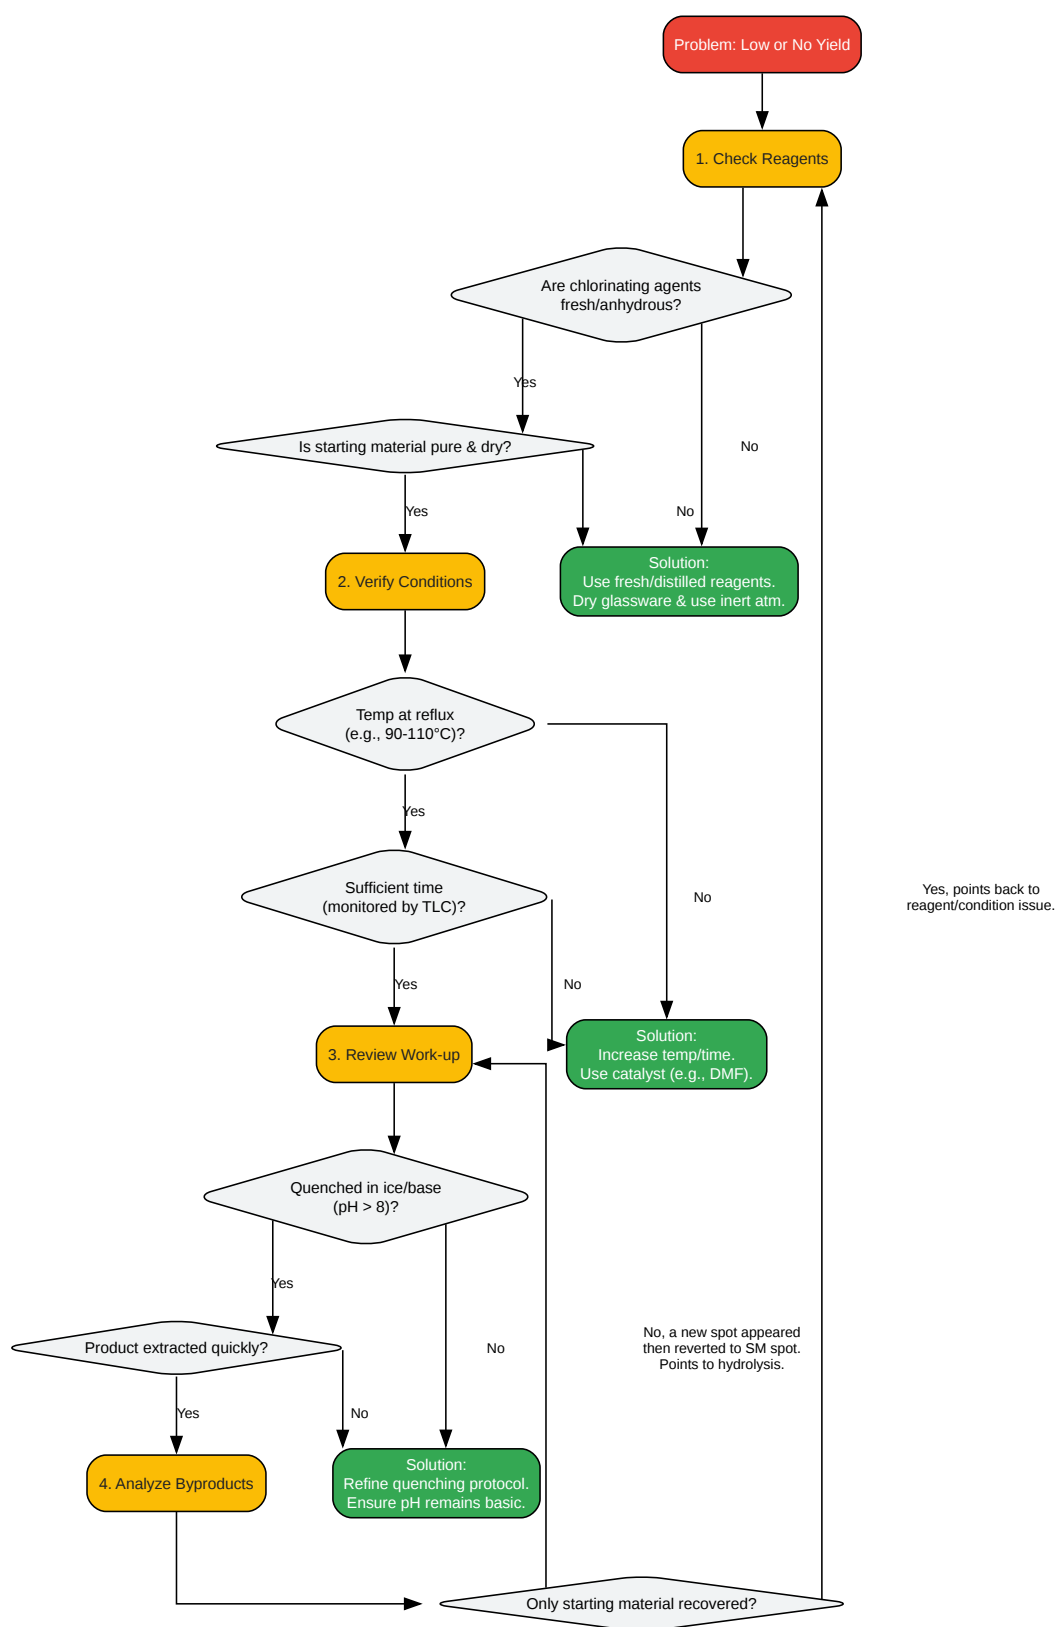 Problem: Low or No Yield
1. Check Reagents
Are chlorinating agents
fresh/anhydrous?
Yes
Is starting material pure & dry?
No
Yes
No
2. Verify Conditions
Solution:
Use fresh/distilled reagents.
Dry glassware & use inert atm.
Temp at reflux
(e.g., 90-110°C)?
Yes
Sufficient time
(monitored by TLC)?
No
Yes, points back to
reagent/condition issue.
Yes
No
3. Review Work-up
Solution:
Increase temp/time.
Use catalyst (e.g., DMF).
Quenched in ice/base
(pH > 8)?
Yes
Product extracted quickly?
No
No, a new spot appeared
then reverted to SM spot.
Points to hydrolysis.
Yes
No
4. Analyze Byproducts
Solution:
Refine quenching protocol.
Ensure pH remains basic.
Only starting material recovered?